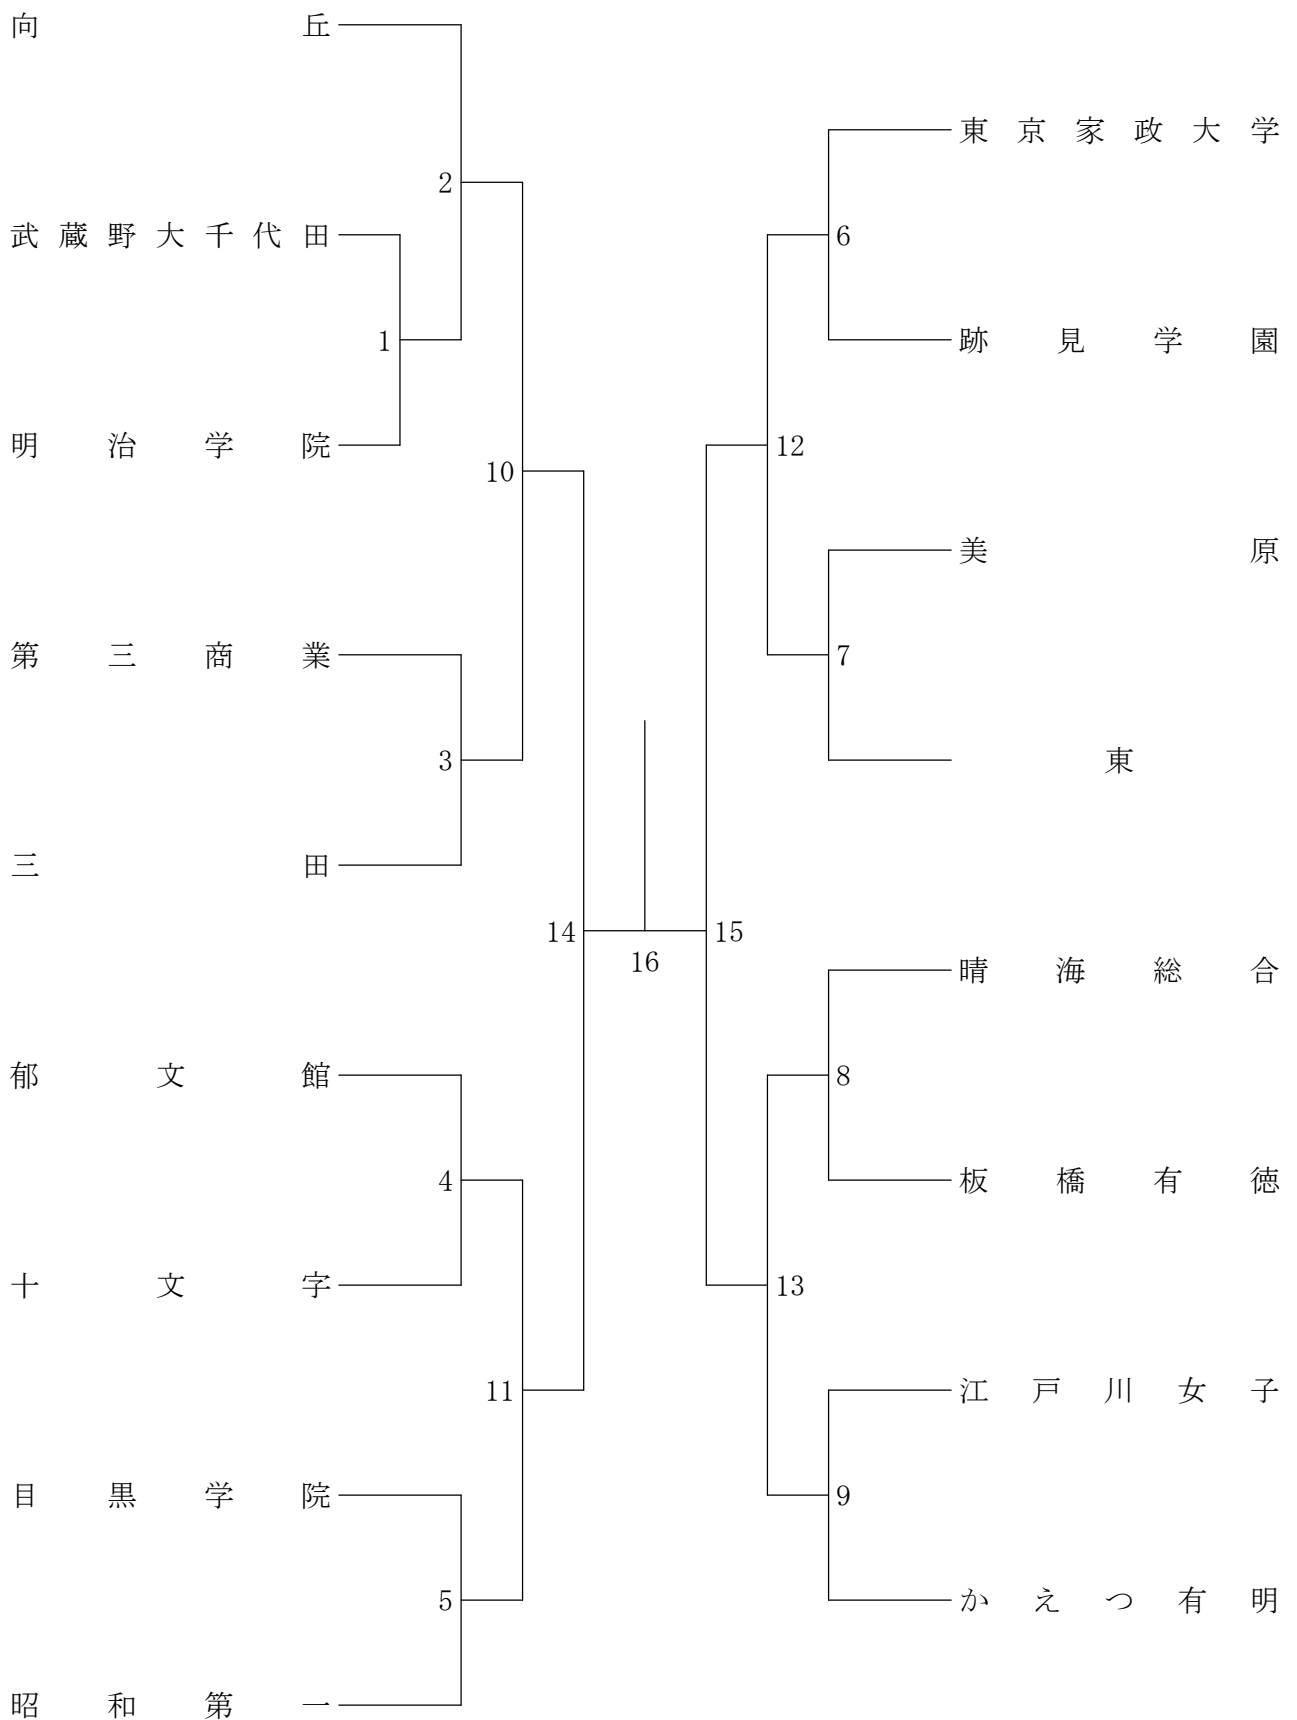 向丘
東京家政大学
2
武蔵野大千代田
6
1
跡見学園
明治学院
12
10
美原
第三商業
7
3
東
三田
14
15
16
晴海総合
郁文館
8
4
板橋有徳
十文字
13
11
江戸川女子
目黒学院
9
5
かえつ有明
昭和第一